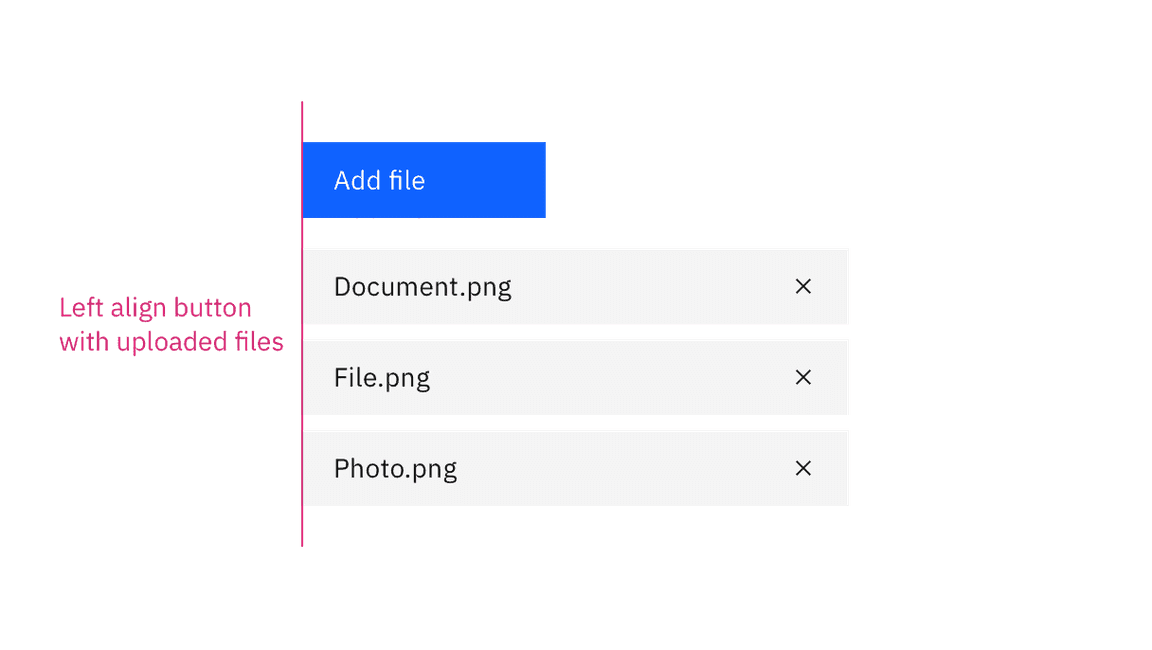 Add file
Left align button
with uploaded files
Document.png
File.png
Photo.png